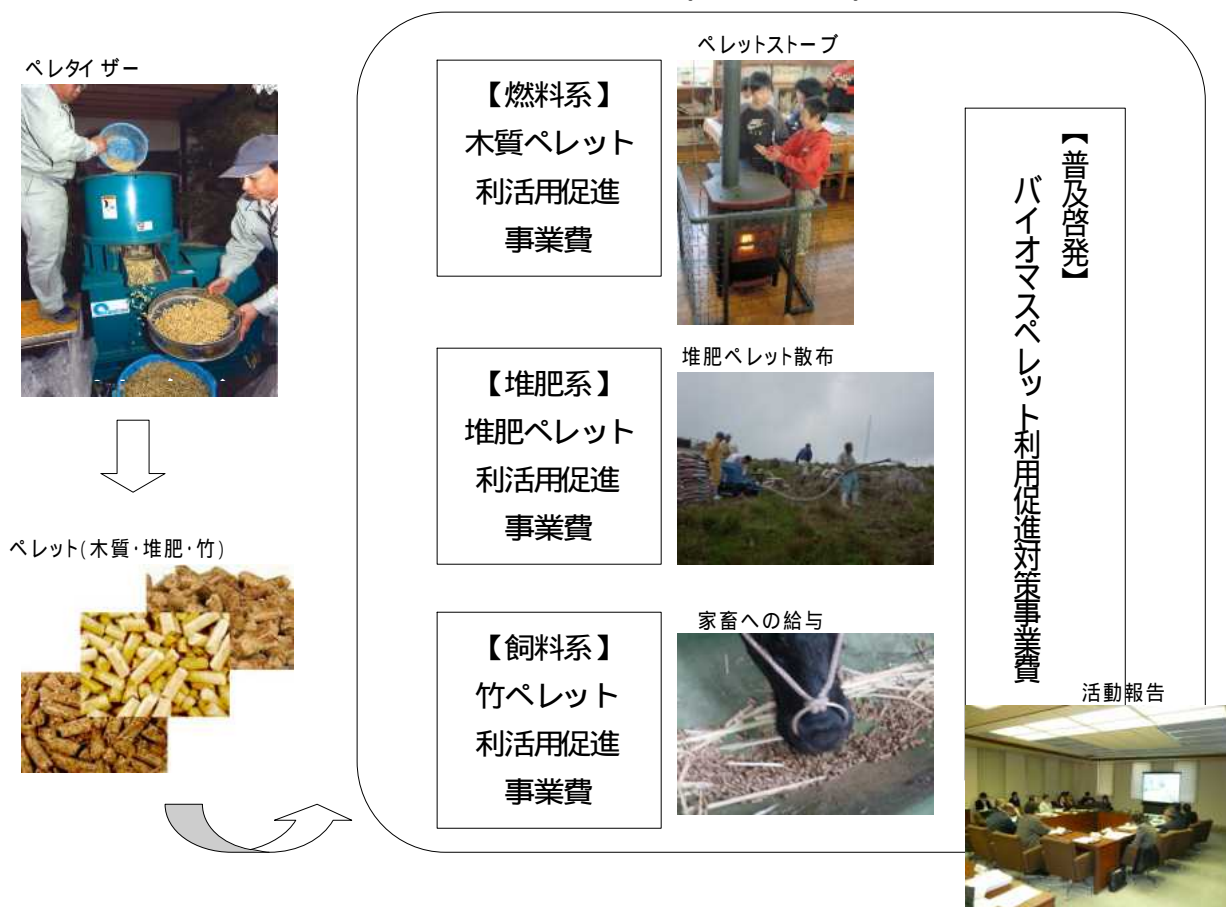 ペレタイザー
ペレット(木質・堆肥・竹)
【燃料系】
木質ペレット
利活用促進
事業費
ペレットストーブ
【堆肥系】
堆肥ペレット
利活用促進
事業費
堆肥ペレット散布
【飼料系】
竹ペレット
利活用促進
事業費
家畜への給与
【普及啓発】
バイオマスペレット利用促進対策事業費
活動報告